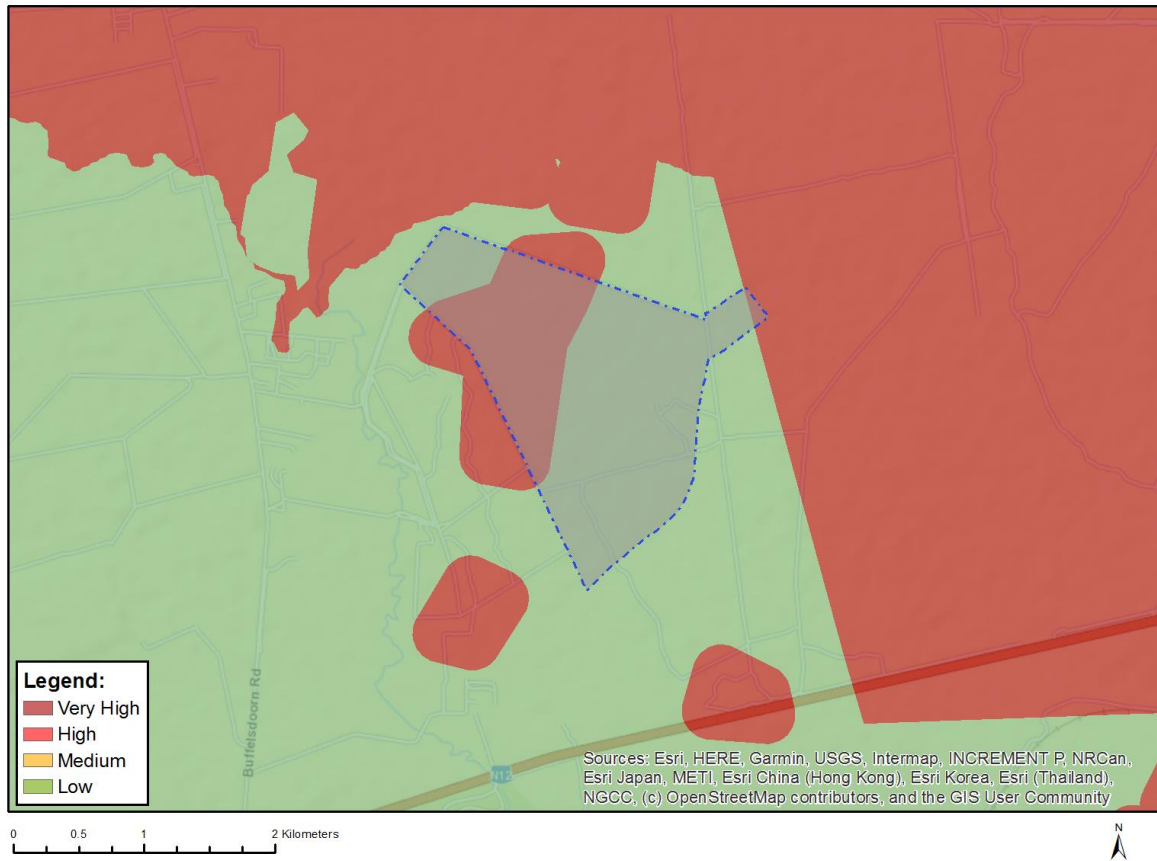 Buffelsdoorn Rd
N12
Legend:
Very High
High
Medium
Low
Sources: Esri, HERE, Garmin, USGS, Intermap, INCREMENT P, NRCan,
Esri Japan, METI, Esri China (Hong Kong), Esri Korea, Esri (Thailand),
NGCC, (c) OpenStreetMap contributors, and the GIS User Community
0 0.5 1 2 Kilometers
N